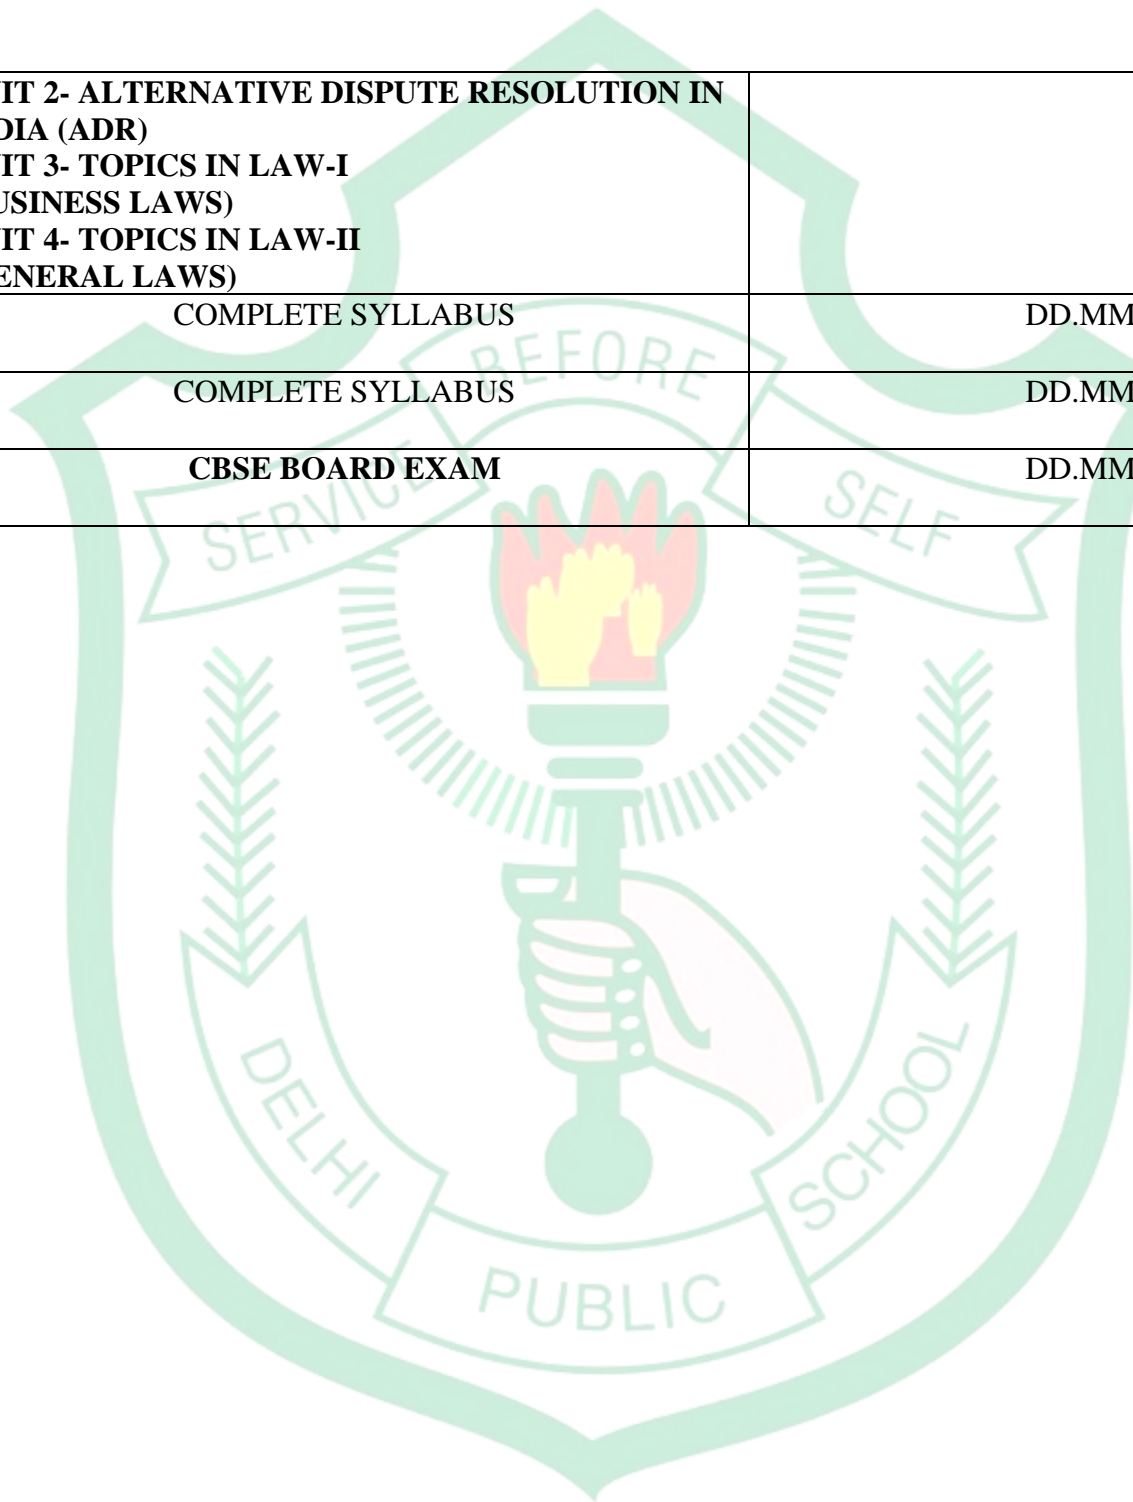 IT 2- ALTERNATIVE DISPUTE RESOLUTION IN
DIA (ADR)
IT 3- TOPICS IN LAW-I
USINESS LAWS)
IT 4- TOPICS IN LAW-II
ENERAL LAWS)
COMPLETE SYLLABUS DD.MM
COMPLETE SYLLABUS DD.MM
CBSE BOARD EXAM DD.MM
SERVICE BEFORE SELF
DELHI PUBLIC SCHOOL